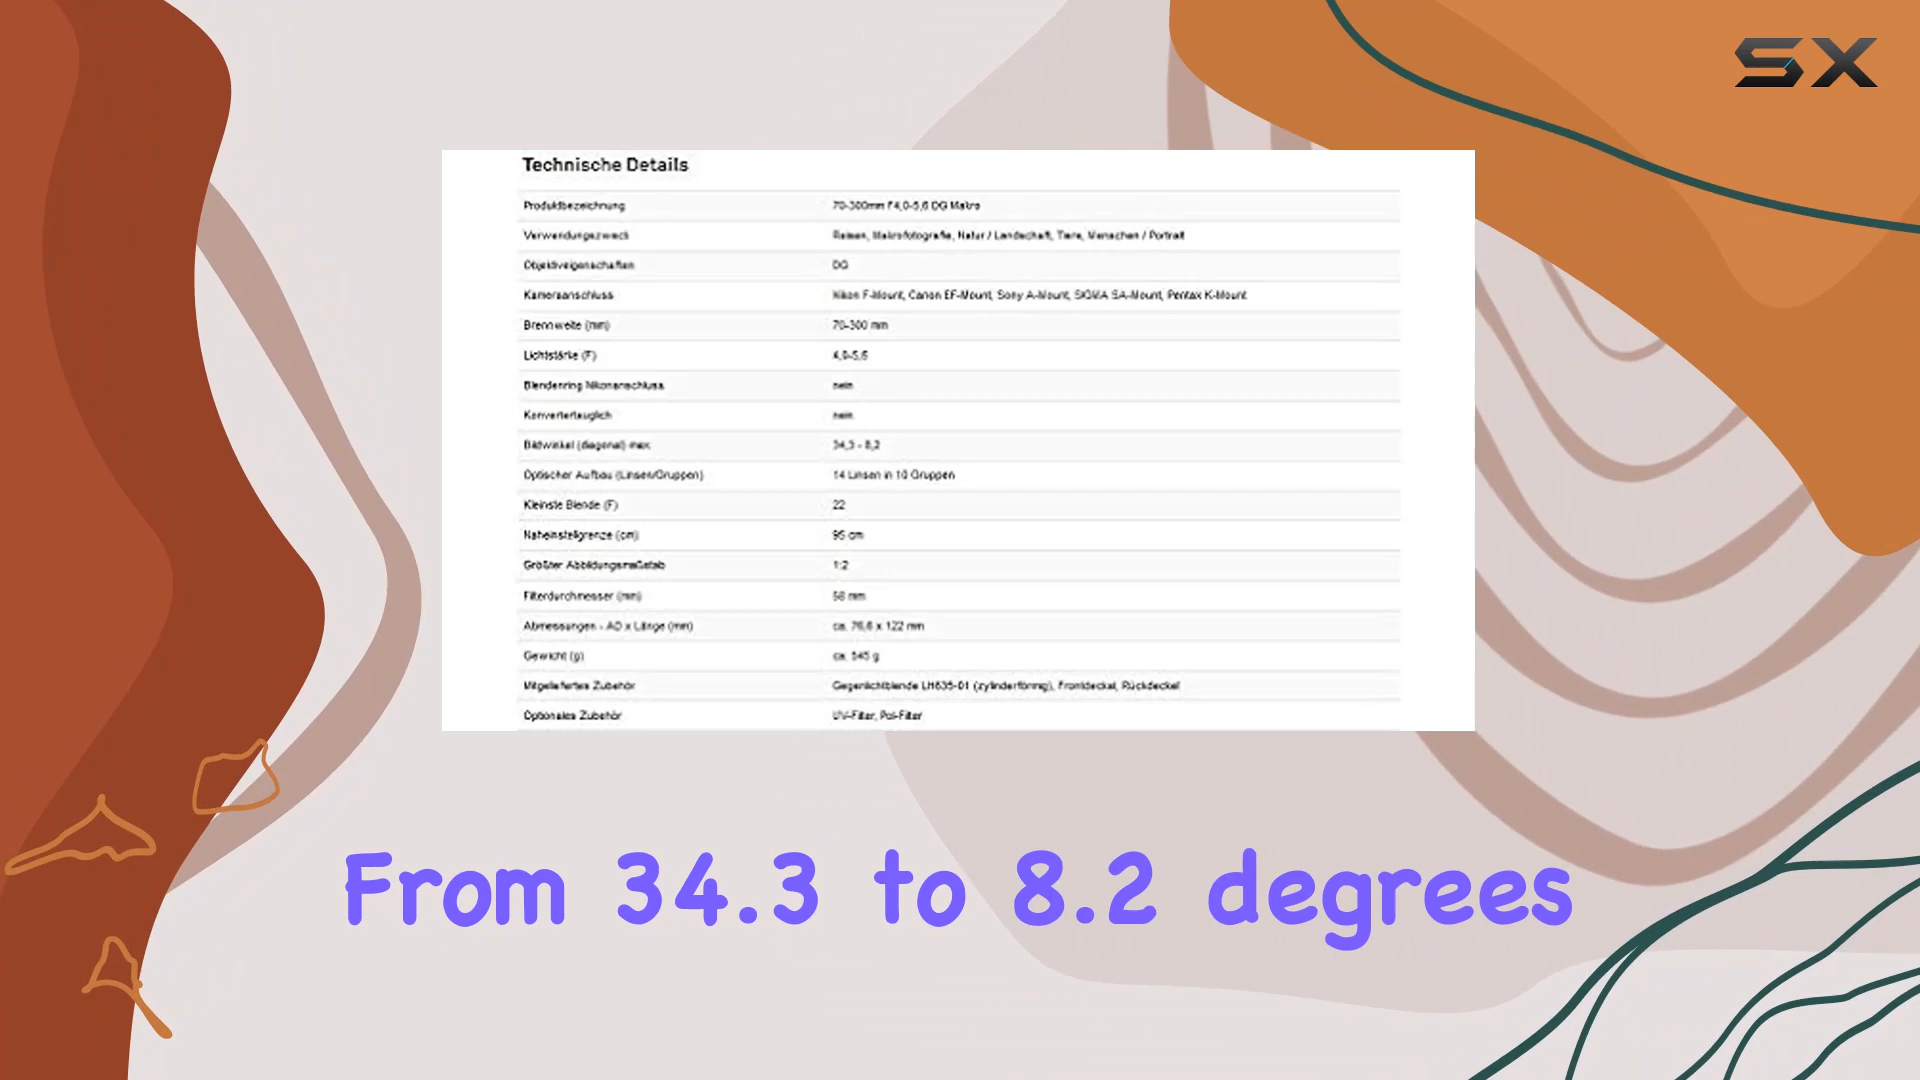 SX
Technische Details
Produktbezeichnung 70-300mm F4,0-5,6 DG Makro
Verwendungszweck Reisen, Makrofotografie, Natur / Landschaft, Tiere, Menschen / Portrait
Objektiveigenschaften DG
Kameraanschluss Nikon F-Mount, Canon EF-Mount, Sony A-Mount, SIGMA SA-Mount, Pentax K-Mount
Brennweite (mm) 70-300 mm
Lichtstärke (F) 4,0-5,6
Blendenring Nikonanschluss nein
Konvertertauglich nein
Bildwinkel (diagonal) max. 34,3 - 8,2
Optischer Aufbau (Linsen/Gruppen) 14 Linsen in 10 Gruppen
Kleinste Blende (F) 22
Naheinstellgrenze (cm) 95 cm
Größter Abbildungsmaßstab 1:2
Filterdurchmesser (mm) 58 mm
Abmessungen - AD x Länge (mm) ca. 76,6 x 122 mm
Gewicht (g) ca. 545 g
Mitgeliefertes Zubehör Gegenlichtblende LH635-01 (zylinderförmig), Frontdeckel, Rückdeckel
Optionales Zubehör UV-Filter, Pol-Filter
From 34.3 to 8.2 degrees